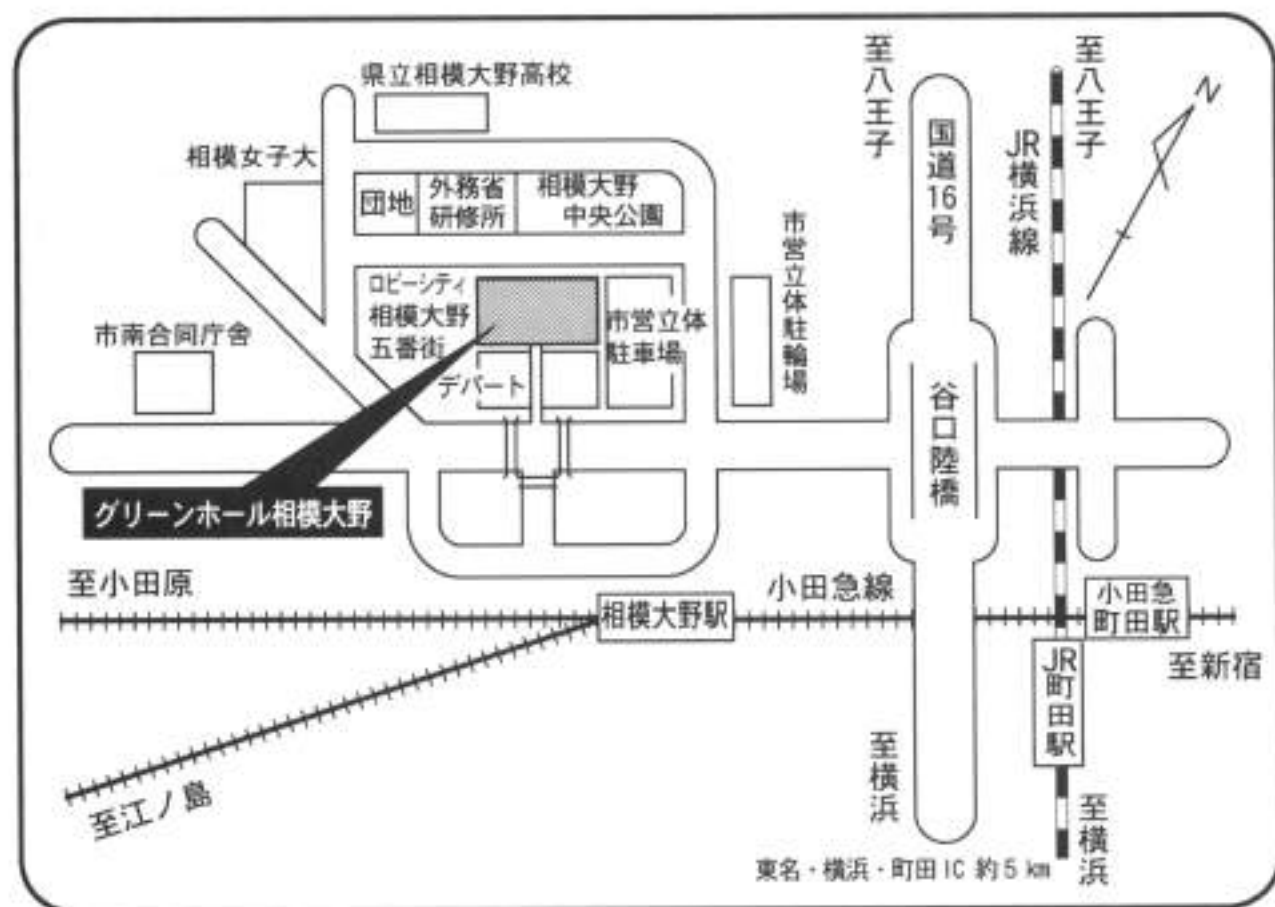 県立相模大野高校
相模女子大
団地
外務省
研修所
相模大野
中央公園
至八王子
国道16号
JR横浜線
至八王子
N
ロビーシティ
相模大野
五番街
市営立体
駐車場
市営立体駐輪場
市南合同庁舎
デパート
谷口陸橋
グリーンホール相模大野
至小田原
小田急線
相模大野駅
小田急
町田駅
至新宿
JR町田駅
至江ノ島
至横浜
至横浜
東名・横浜・町田IC 約5km